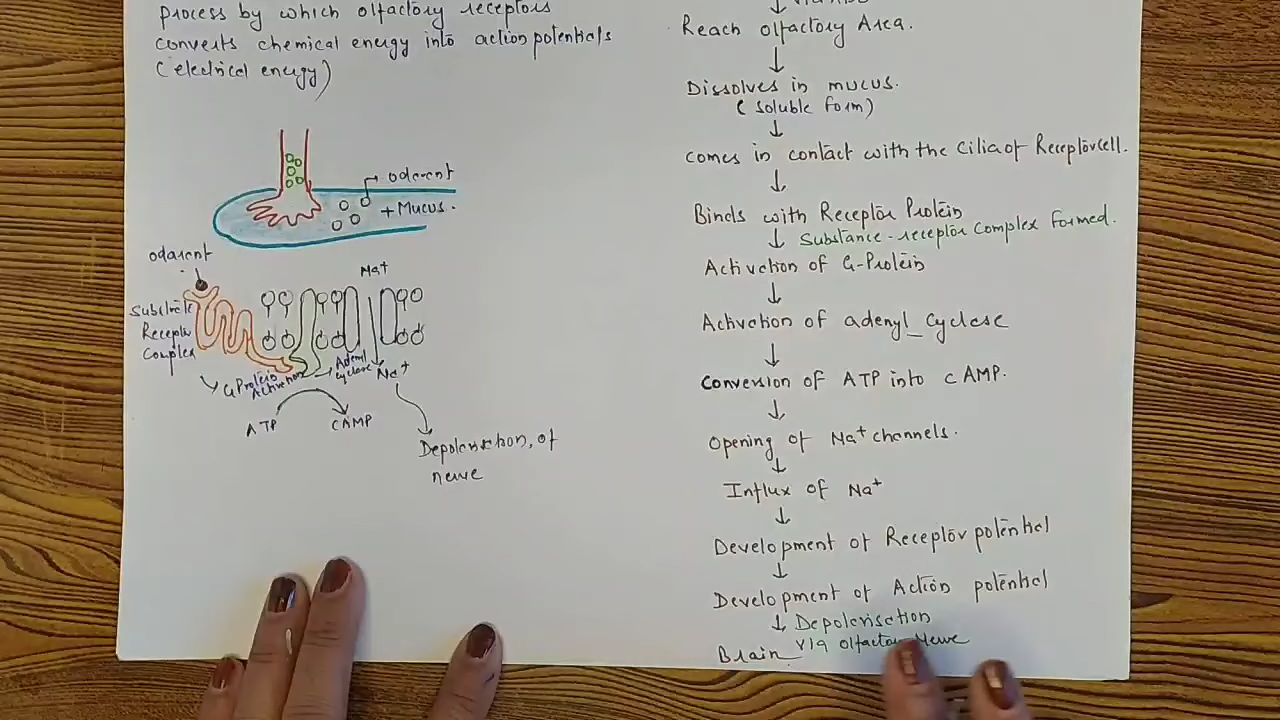 process by which olfactory receptors
converts chemical energy into action potentials
(electrical energy)
odarent
+Mucus.
odarent
Na+
Substrate
Receptor
Complex
G Protein
Activation
Adenyl
cyclase
Na+
ATP
CAMP
Depolarisation, of
nerve
Reach olfactory Area.
↓
Dissolves in mucus.
(soluble form)
↓
comes in contact with the Cilia of Receptor cell.
↓
Binds with Receptor Protein
↓ Substance-receptor complex formed.
Activation of G-Protein
↓
Activation of adenyl cyclase
↓
Conversion of ATP into cAMP.
↓
Opening of Na+ channels.
↓
Influx of Na+
↓
Development of Receptor potential
↓
Development of Action potential
↓ Depolarisation
Brain via olfactory Nerve